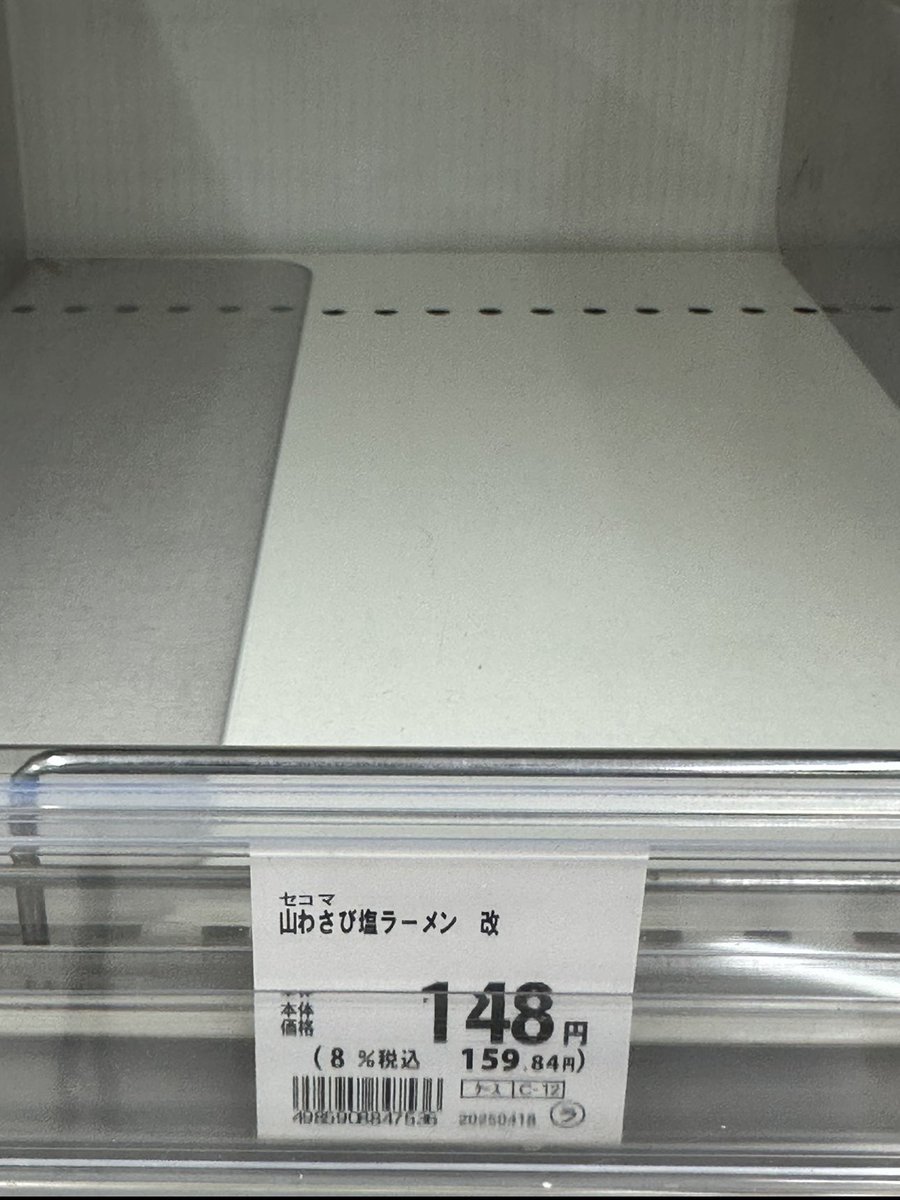 セコマ
山わさび塩ラーメン 改
本体
価格
148円
(8 %税込 159.84円)
ケース C-12
20250418 ラ